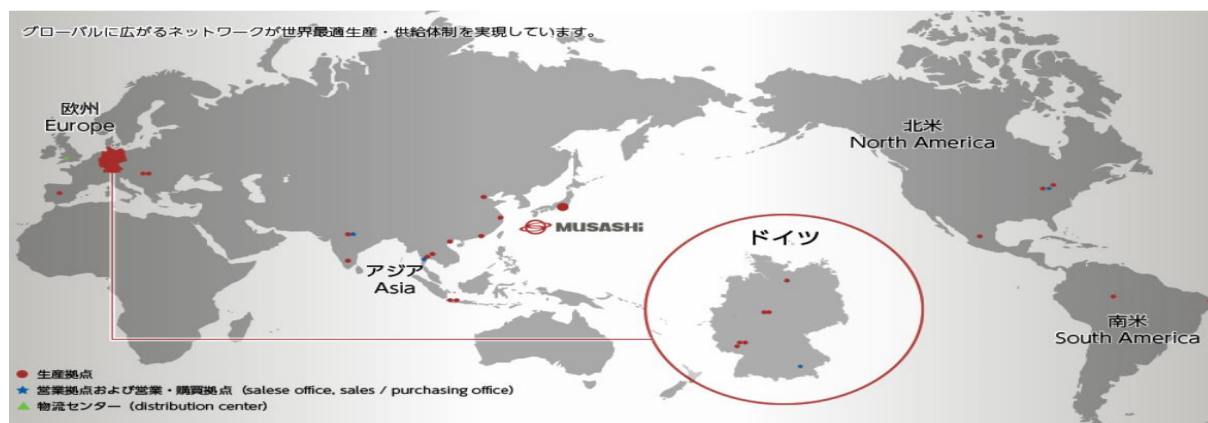 グローバルに広がるネットワークが世界最適生産・供給体制を実現しています。
欧州
Europe
北米
North America
MUSASHi
ドイツ
アジア
Asia
南米
South America
生産拠点
営業拠点および営業・購買拠点（salese office, sales / purchasing office）
物流センター（distribution center）